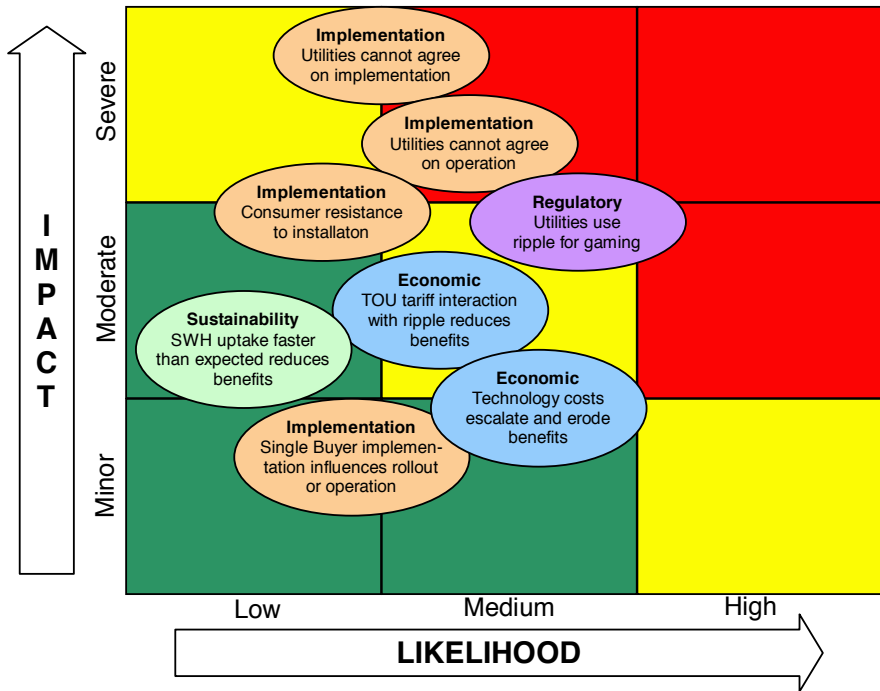 Implementation
Utilities cannot agree
on implementation
Implementation
Utilities cannot agree
on operation
Implementation
Consumer resistance
to installaton
Regulatory
Utilities use
ripple for gaming
Economic
TOU tariff interaction
with ripple reduces
benefits
Sustainability
SWH uptake faster
than expected reduces
benefits
Economic
Technology costs
escalate and erode
benefits
Implementation
Single Buyer implemen-
tation influences rollout
or operation
IMPACT
Severe
Moderate
Minor
Low
Medium
High
LIKELIHOOD